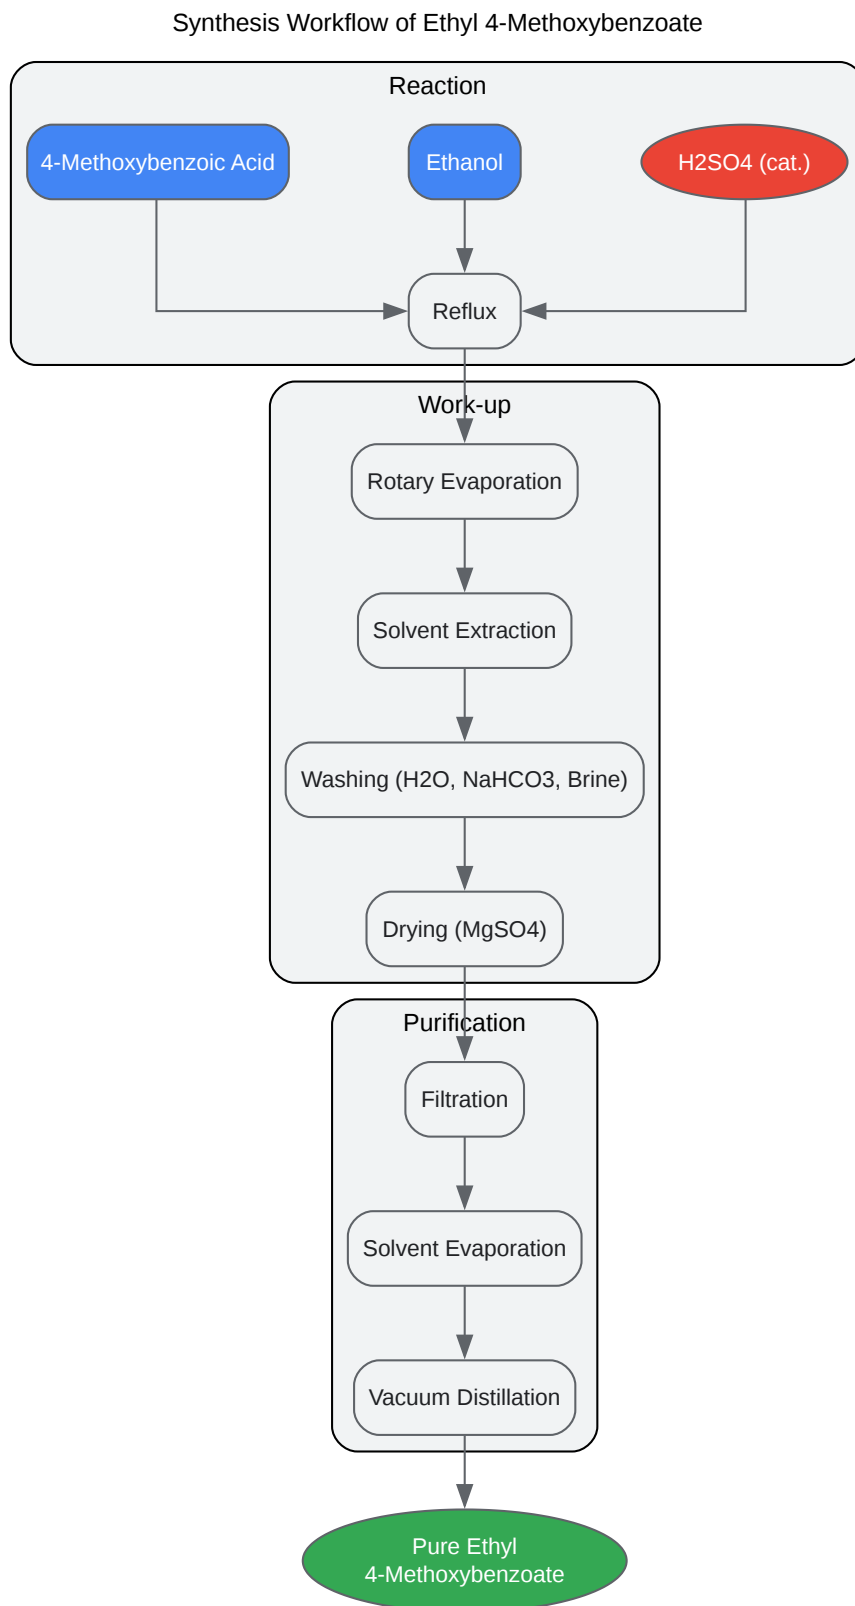 Synthesis Workflow of Ethyl 4-Methoxybenzoate
Reaction
4-Methoxybenzoic Acid
Ethanol
H2SO4 (cat.)
Reflux
Work-up
Rotary Evaporation
Solvent Extraction
Washing (H2O, NaHCO3, Brine)
Drying (MgSO4)
Purification
Filtration
Solvent Evaporation
Vacuum Distillation
Pure Ethyl
4-Methoxybenzoate